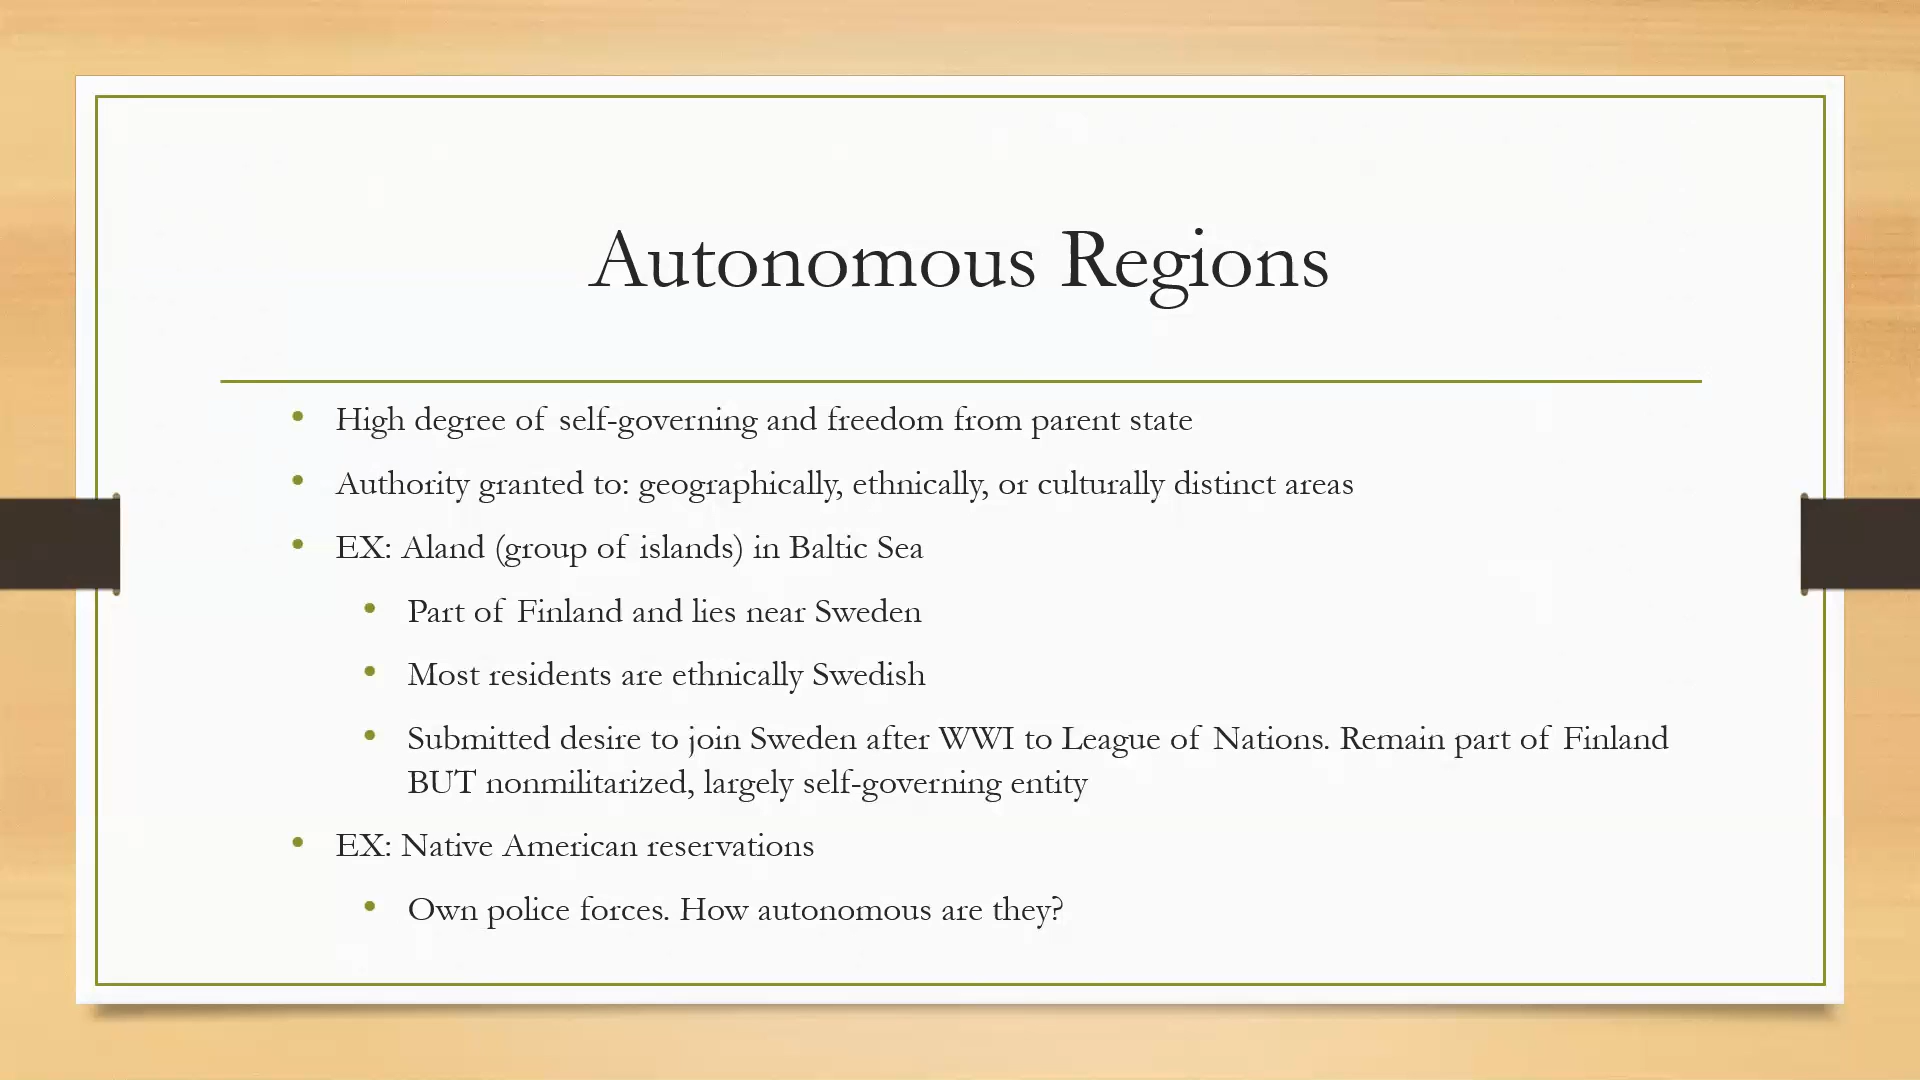 Autonomous Regions
• High degree of self-governing and freedom from parent state
• Authority granted to: geographically, ethnically, or culturally distinct areas
• EX: Aland (group of islands) in Baltic Sea
• Part of Finland and lies near Sweden
• Most residents are ethnically Swedish
• Submitted desire to join Sweden after WWI to League of Nations. Remain part of Finland
BUT nonmilitarized, largely self-governing entity
• EX: Native American reservations
• Own police forces. How autonomous are they?